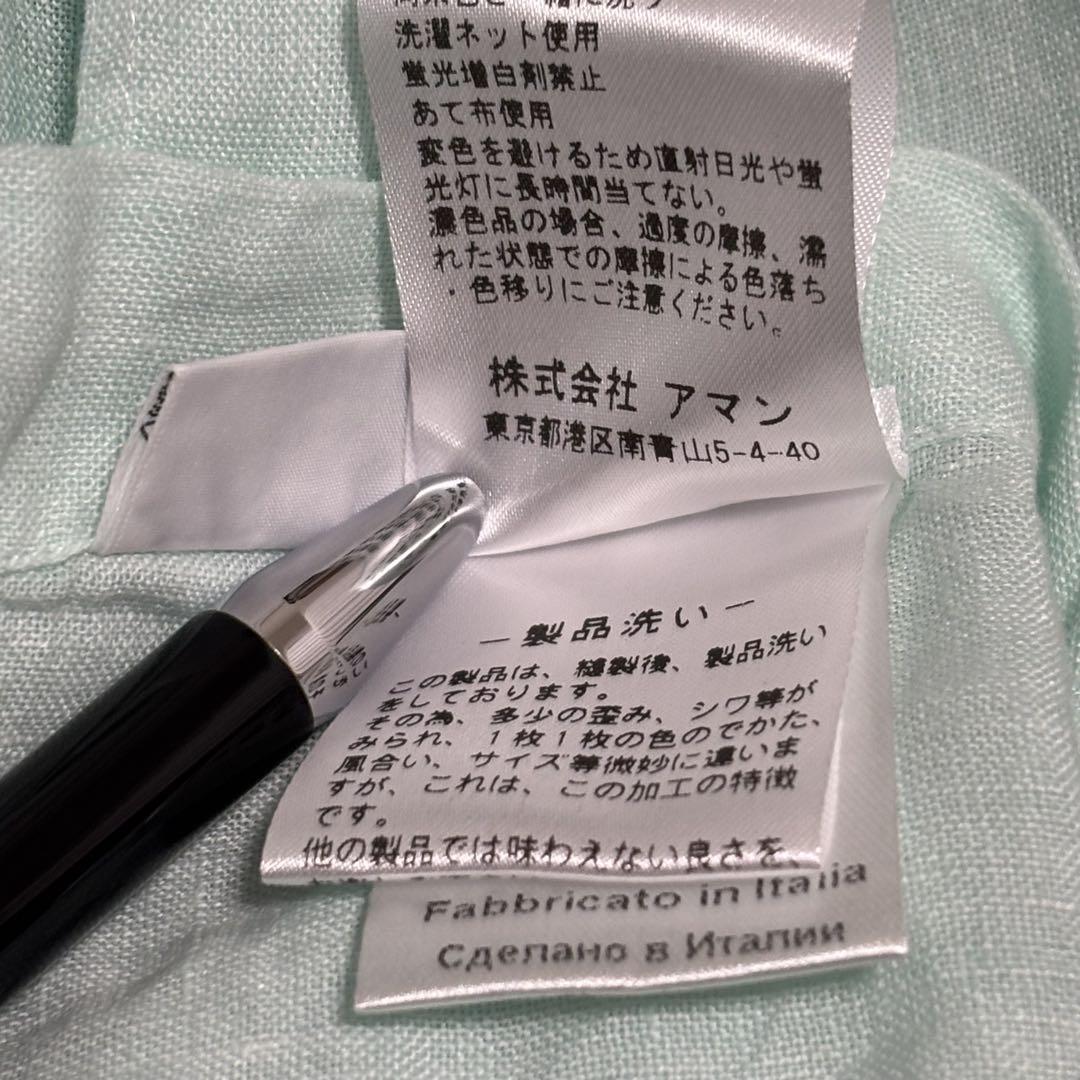 洗濯ネット使用
蛍光増白剤禁止
あて布使用
変色を避けるため直射日光や蛍
光灯に長時間当てない。
濃色品の場合、過度の摩擦、濡
れた状態での摩擦による色落ち
・色移りにご注意ください。
株式会社 アマン
東京都港区南青山5-4-40
－製品洗い－
この製品は、縫製後、製品洗い
をしております。
その為、多少の歪み、シワ等が
みられ、１枚１枚の色のでかた、
風合い、サイズ等微妙に違いま
すが、これは、この加工の特徴
です。
他の製品では味わえない良さを、
Fabbricato in Italia
Сделано в Италии